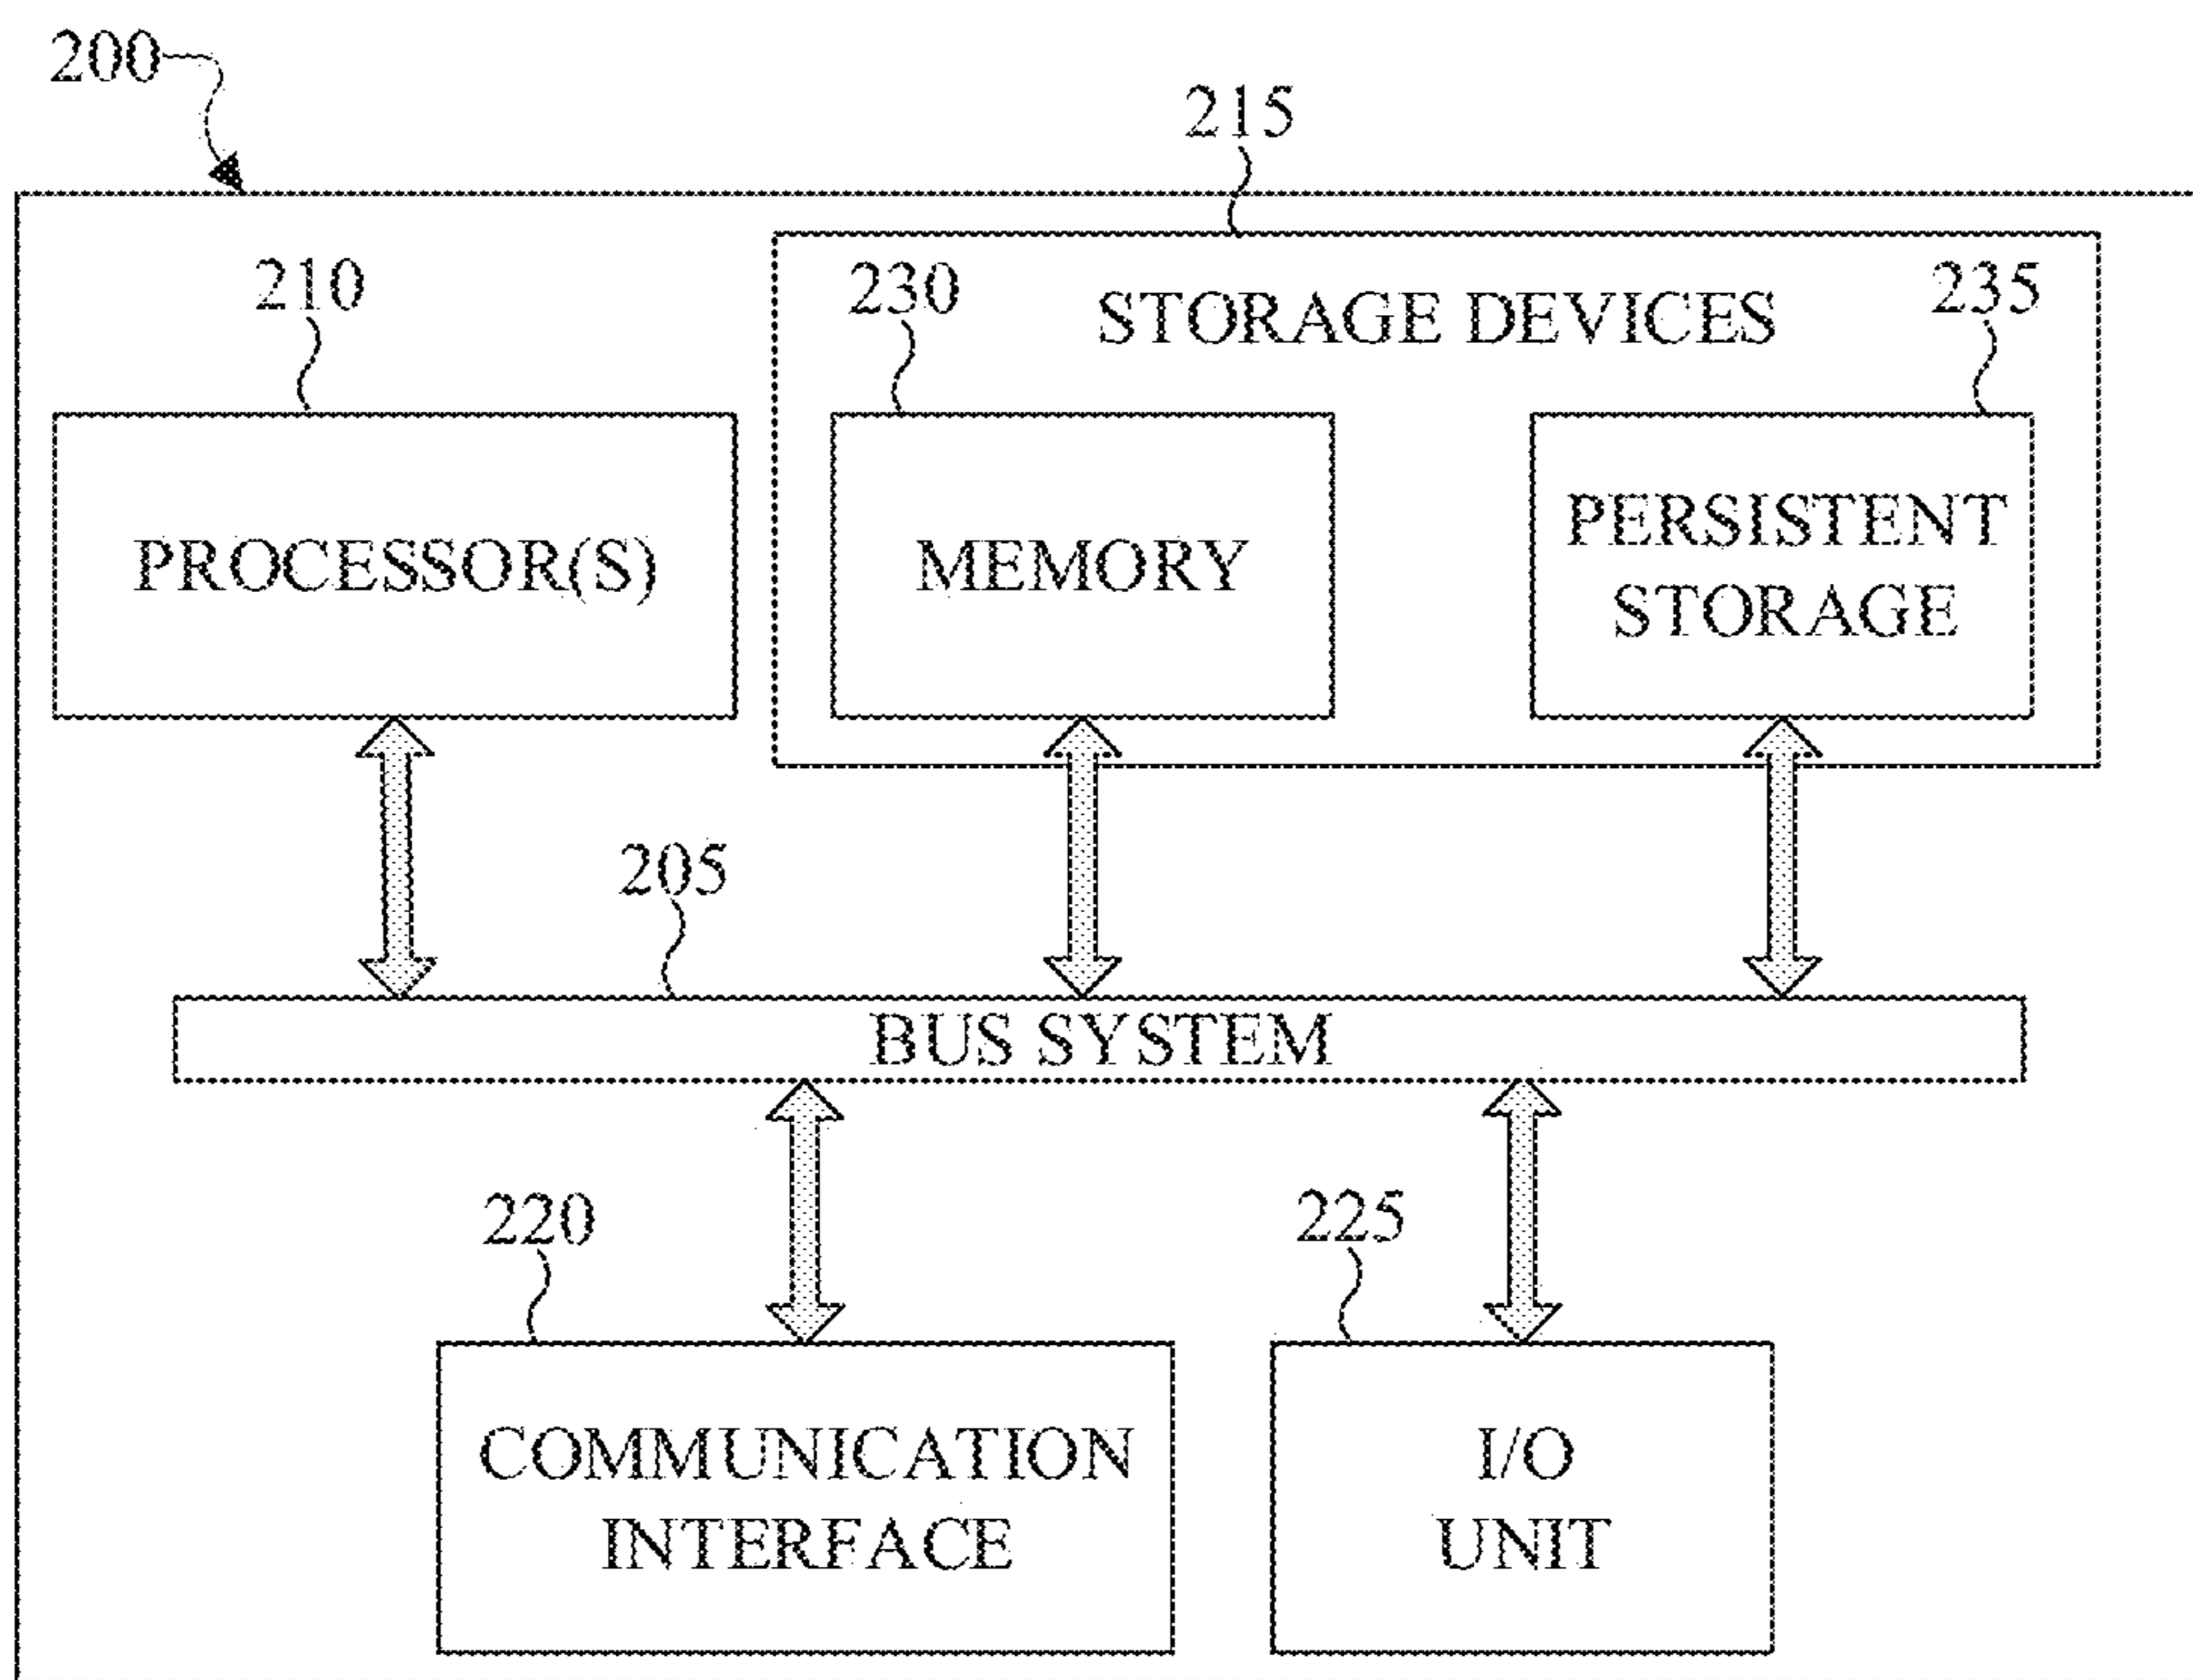 200
215
210
230
STORAGE DEVICES
235
PROCESSOR(S)
MEMORY
PERSISTENT
STORAGE
205
BUS SYSTEM
220
225
COMMUNICATION
INTERFACE
I/O
UNIT